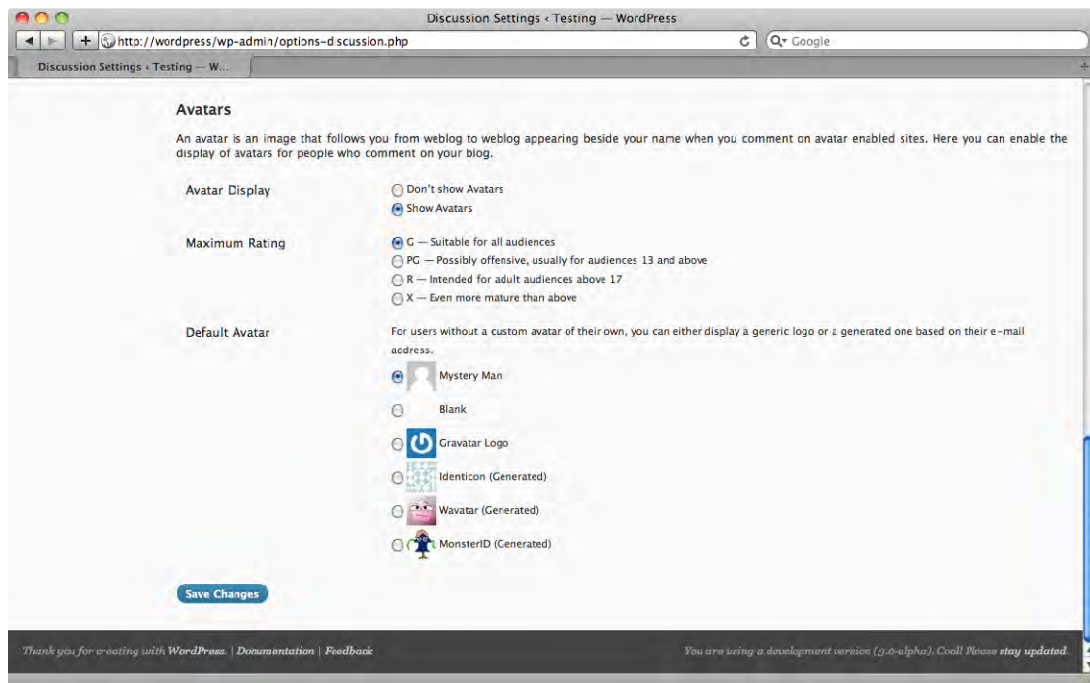 Discussion Settings ‹ Testing — WordPress
http://wordpress/wp-admin/options-discussion.php
Google
Discussion Settings ‹ Testing — W...
Avatars
An avatar is an image that follows you from weblog to weblog appearing beside your name when you comment on avatar enabled sites. Here you can enable the
display of avatars for people who comment on your blog.
Avatar Display
Don't show Avatars
Show Avatars
Maximum Rating
G — Suitable for all audiences
PG — Possibly offensive, usually for audiences 13 and above
R — Intended for adult audiences above 17
X — Even more mature than above
Default Avatar
For users without a custom avatar of their own, you can either display a generic logo or a generated one based on their e-mail
address.
Mystery Man
Blank
Gravatar Logo
Identicon (Generated)
Wavatar (Generated)
MonsterID (Generated)
Save Changes
Thank you for creating with WordPress. | Documentation | Feedback
You are using a development version (3.0-alpha). Cool! Please stay updated.